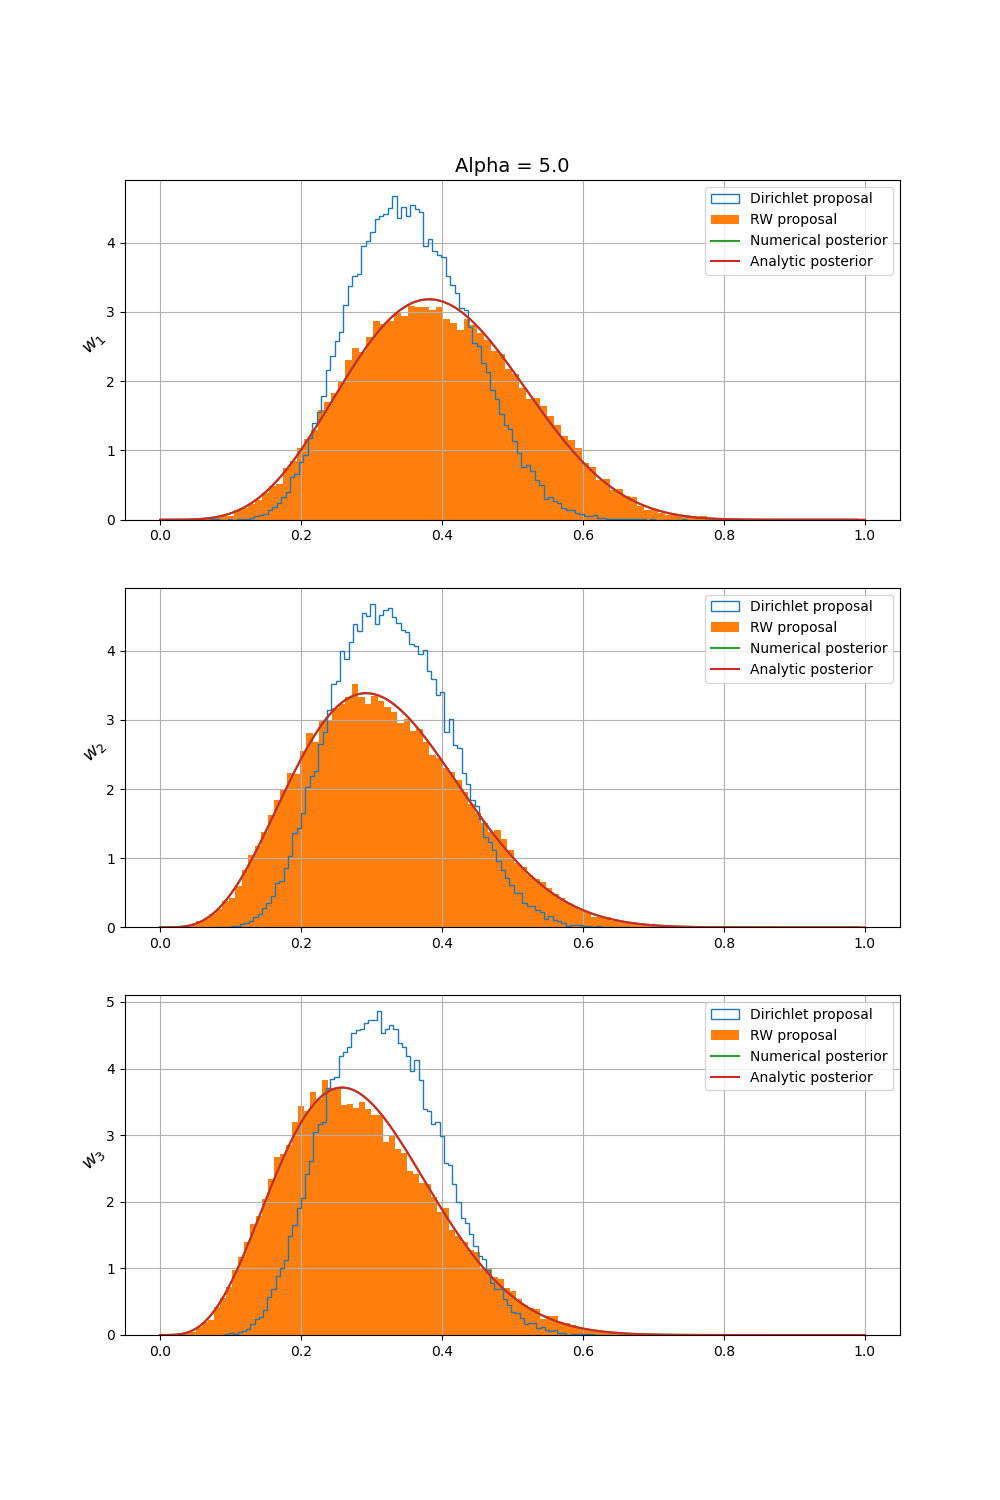 Alpha = 5.0
Dirichlet proposal
RW proposal
Numerical posterior
Analytic posterior
w₁
4
3
2
1
0
0.0 0.2 0.4 0.6 0.8 1.0
Dirichlet proposal
RW proposal
Numerical posterior
Analytic posterior
w₂
4
3
2
1
0
0.0 0.2 0.4 0.6 0.8 1.0
Dirichlet proposal
RW proposal
Numerical posterior
Analytic posterior
w₃
5
4
3
2
1
0
0.0 0.2 0.4 0.6 0.8 1.0